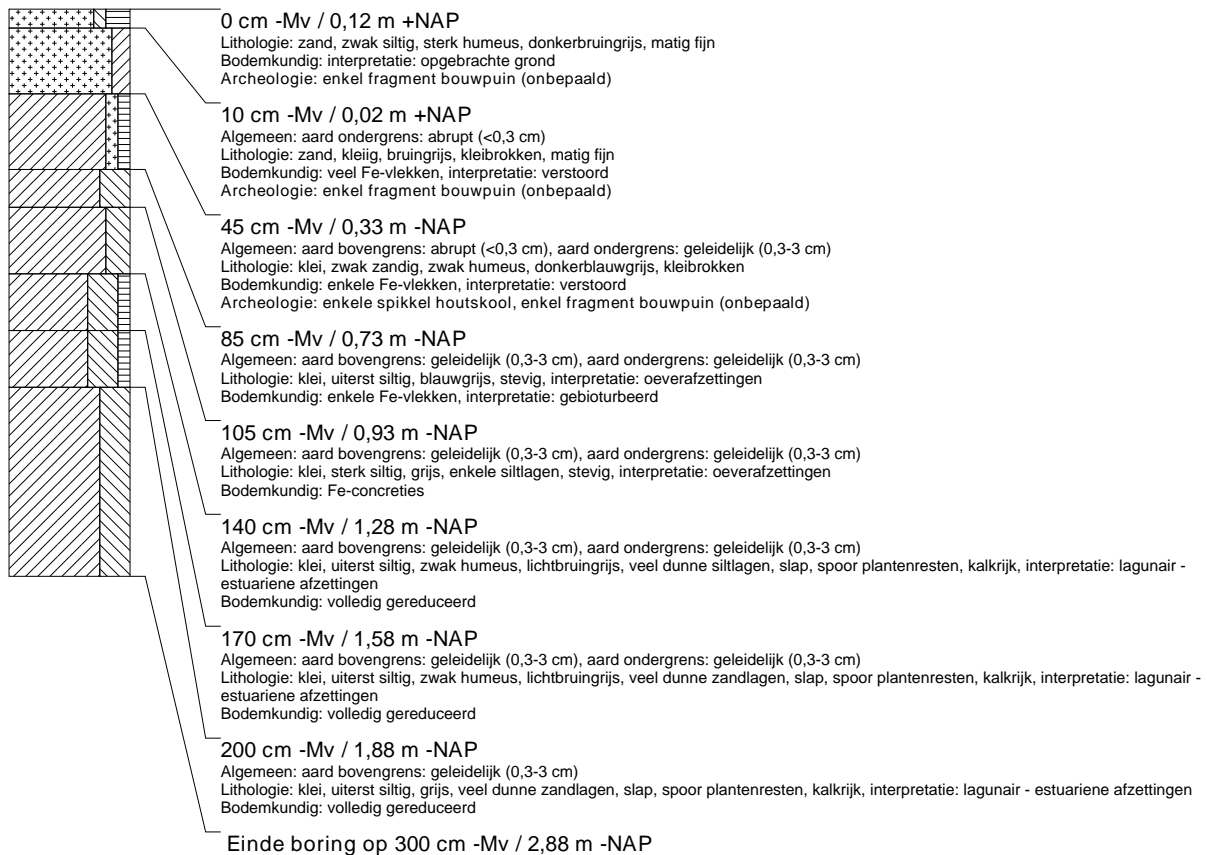 0 cm -Mv / 0,12 m +NAP
Lithologie: zand, zwak siltig, sterk humeus, donkerbruingrijs, matig fijn
Bodemkundig: interpretatie: opgebrachte grond
Archeologie: enkel fragment bouwpuin (onbepaald)
10 cm -Mv / 0,02 m +NAP
Algemeen: aard ondergrens: abrupt (<0,3 cm)
Lithologie: zand, kleiig, bruingrijs, kleibrokken, matig fijn
Bodemkundig: veel Fe-vlekken, interpretatie: verstoord
Archeologie: enkel fragment bouwpuin (onbepaald)
45 cm -Mv / 0,33 m -NAP
Algemeen: aard bovengrens: abrupt (<0,3 cm), aard ondergrens: geleidelijk (0,3-3 cm)
Lithologie: klei, zwak zandig, zwak humeus, donkerblauwgrijs, kleibrokken
Bodemkundig: enkele Fe-vlekken, interpretatie: verstoord
Archeologie: enkele spikkel houtskool, enkel fragment bouwpuin (onbepaald)
85 cm -Mv / 0,73 m -NAP
Algemeen: aard bovengrens: geleidelijk (0,3-3 cm), aard ondergrens: geleidelijk (0,3-3 cm)
Lithologie: klei, uiterst siltig, blauwgrijs, stevig, interpretatie: oeverafzettingen
Bodemkundig: enkele Fe-vlekken, interpretatie: gebioturbeerd
105 cm -Mv / 0,93 m -NAP
Algemeen: aard bovengrens: geleidelijk (0,3-3 cm), aard ondergrens: geleidelijk (0,3-3 cm)
Lithologie: klei, sterk siltig, grijs, enkele siltlagen, stevig, interpretatie: oeverafzettingen
Bodemkundig: Fe-concreties
140 cm -Mv / 1,28 m -NAP
Algemeen: aard bovengrens: geleidelijk (0,3-3 cm), aard ondergrens: geleidelijk (0,3-3 cm)
Lithologie: klei, uiterst siltig, zwak humeus, lichtbruingrijs, veel dunne siltlagen, slap, spoor plantenresten, kalkrijk, interpretatie: lagunair -
estuariene afzettingen
Bodemkundig: volledig gereduceerd
170 cm -Mv / 1,58 m -NAP
Algemeen: aard bovengrens: geleidelijk (0,3-3 cm), aard ondergrens: geleidelijk (0,3-3 cm)
Lithologie: klei, uiterst siltig, zwak humeus, lichtbruingrijs, veel dunne zandlagen, slap, spoor plantenresten, kalkrijk, interpretatie: lagunair -
estuariene afzettingen
Bodemkundig: volledig gereduceerd
200 cm -Mv / 1,88 m -NAP
Algemeen: aard bovengrens: geleidelijk (0,3-3 cm)
Lithologie: klei, uiterst siltig, grijs, veel dunne zandlagen, slap, spoor plantenresten, kalkrijk, interpretatie: lagunair - estuariene afzettingen
Bodemkundig: volledig gereduceerd
Einde boring op 300 cm -Mv / 2,88 m -NAP